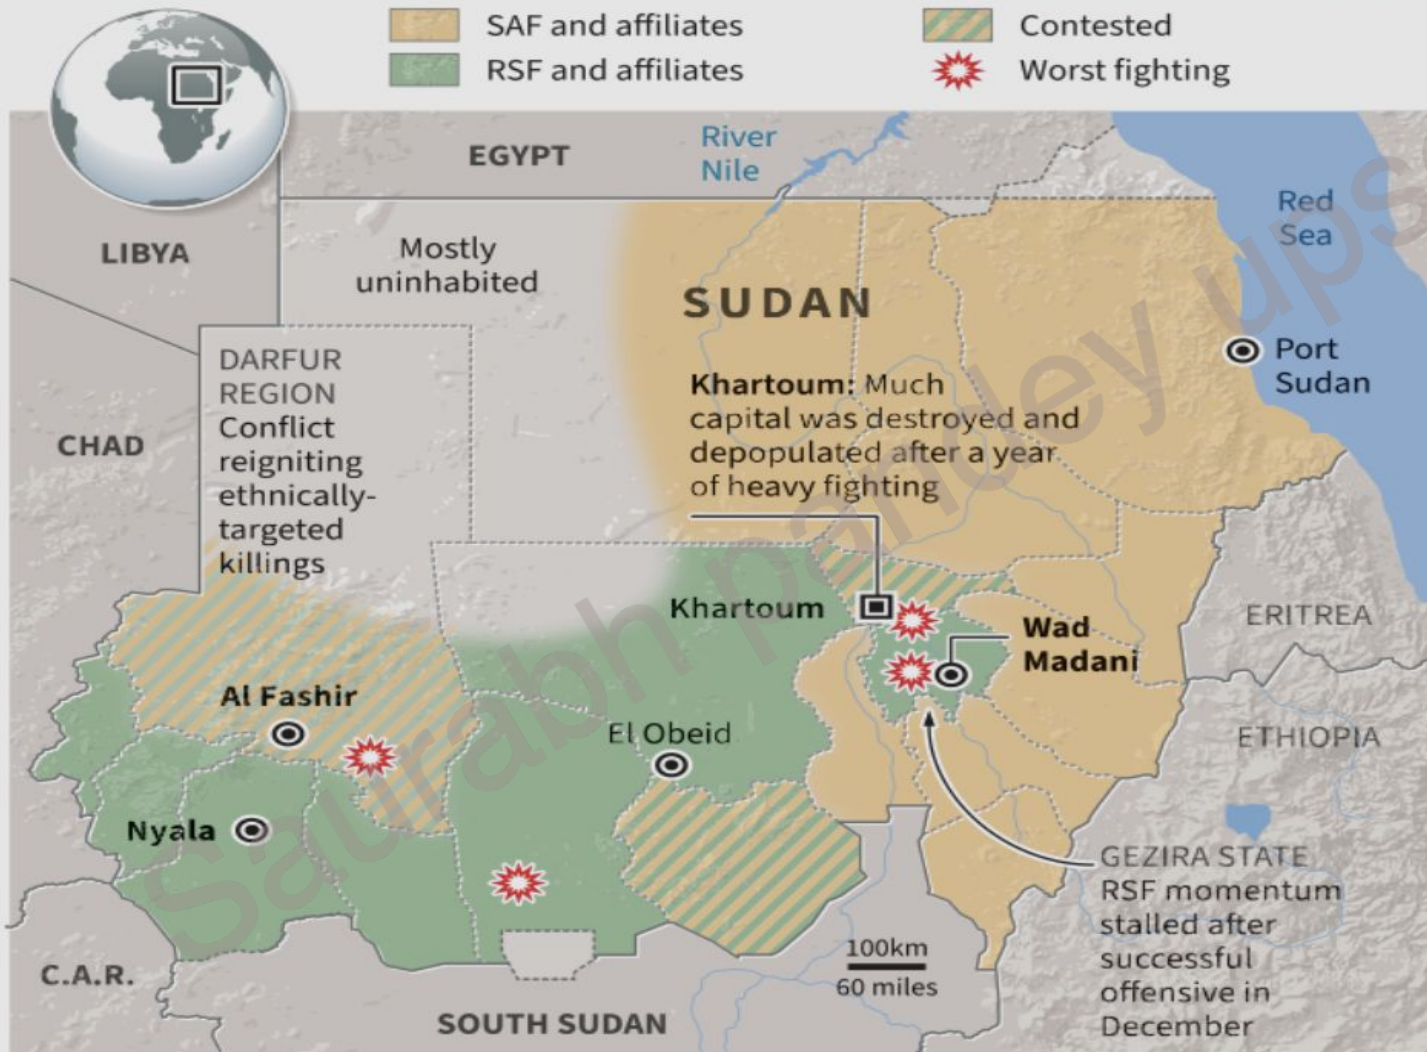 SAF and affiliates
Contested
RSF and affiliates
Worst fighting
EGYPT
River
Nile
Red
Sea
LIBYA
Mostly
uninhabited
SUDAN
Port
Sudan
DARFUR
REGION
Conflict
reigniting
ethnically-
targeted
killings
Khartoum: Much
capital was destroyed and
depopulated after a year
of heavy fighting
CHAD
Khartoum
Wad
Madani
ERITREA
Al Fashir
El Obeid
ETHIOPIA
Nyala
GEZIRA STATE
RSF momentum
stalled after
successful
offensive in
December
100km
60 miles
C.A.R.
SOUTH SUDAN
Saurabh pandey ups